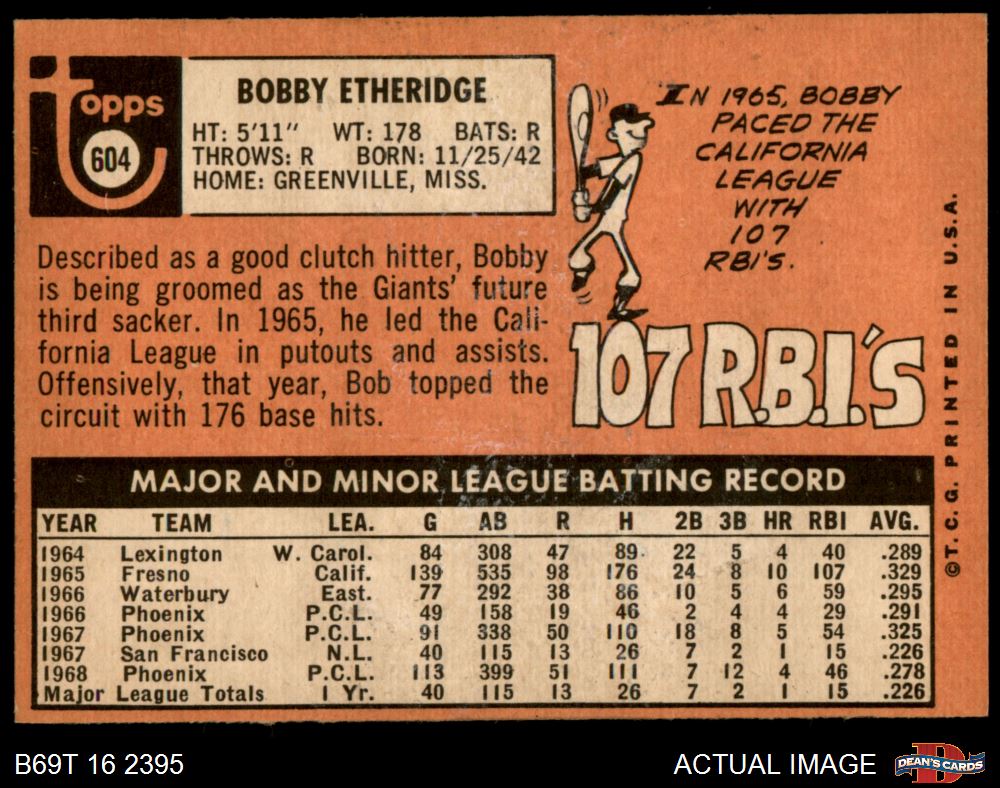 Topps
604
BOBBY ETHERIDGE
HT: 5'11" WT: 178 BATS: R
THROWS: R BORN: 11/25/42
HOME: GREENVILLE, MISS.
IN 1965, BOBBY
PACED THE
CALIFORNIA
LEAGUE
WITH
107
RBI'S.
107 R.B.I.'S
Described as a good clutch hitter, Bobby
is being groomed as the Giants' future
third sacker. In 1965, he led the Cali-
fornia League in putouts and assists.
Offensively, that year, Bob topped the
circuit with 176 base hits.
MAJOR AND MINOR LEAGUE BATTING RECORD
YEAR TEAM LEA. G AB R H 2B 3B HR RBI AVG.
1964 Lexington W. Carol. 84 308 47 89 22 5 4 40 .289
1965 Fresno Calif. 139 535 98 176 24 8 10 107 .329
1966 Waterbury East. 77 292 38 86 10 5 6 59 .295
1966 Phoenix P.C.L. 49 158 19 46 2 4 4 29 .291
1967 Phoenix P.C.L. 91 338 50 110 18 8 5 54 .325
1967 San Francisco N.L. 40 115 13 26 7 2 1 15 .226
1968 Phoenix P.C.L. 113 399 51 111 7 12 4 46 .278
Major League Totals 1 Yr. 40 115 13 26 7 2 1 15 .226
©T.C.G. PRINTED IN U.S.A.
B69T 16 2395
ACTUAL IMAGE
DEAN'S CARDS